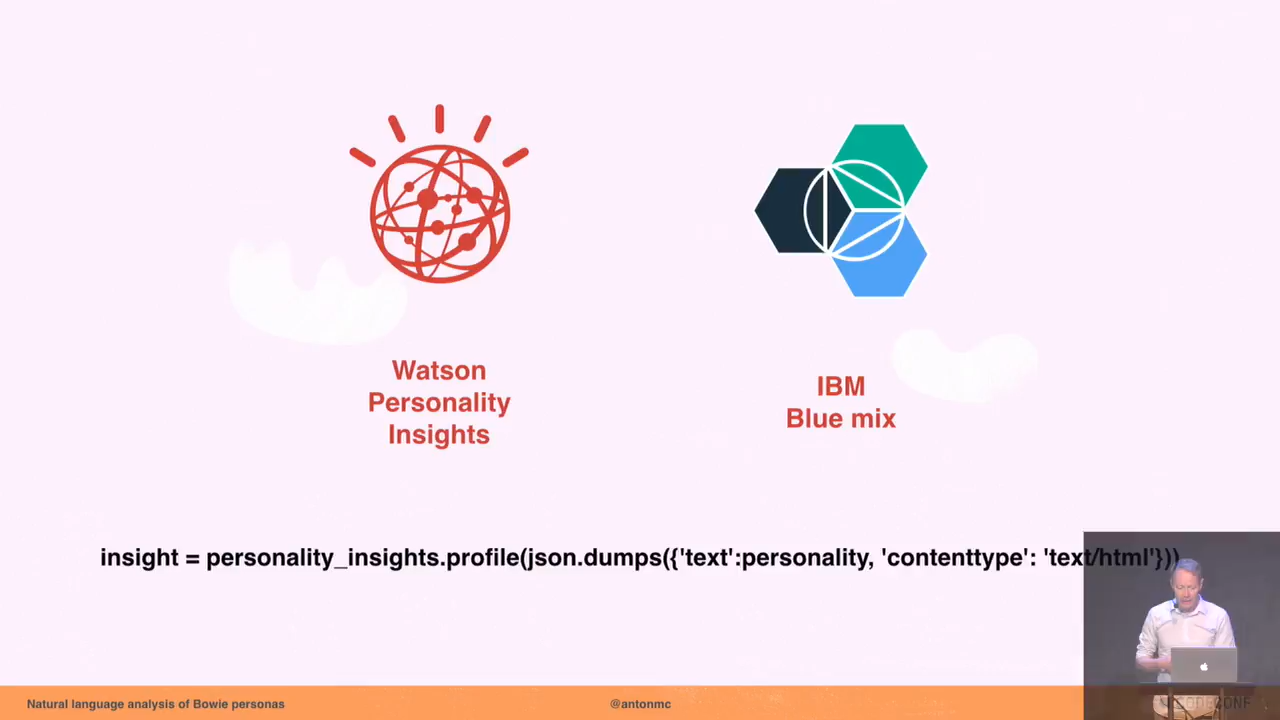 Watson
Personality
Insights
IBM
Blue mix
insight = personality_insights.profile(json.dumps({'text':personality, 'contenttype': 'text/html'}))
Natural language analysis of Bowie personas
@antonmc
CODECONF